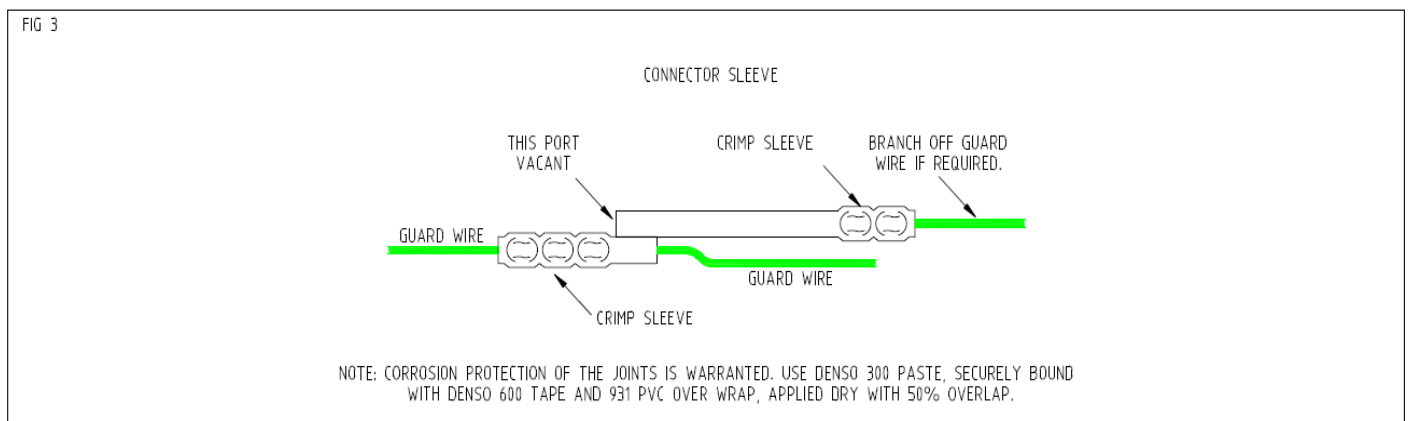 FIG 3
CONNECTOR SLEEVE
THIS PORT
VACANT
CRIMP SLEEVE
BRANCH OFF GUARD
WIRE IF REQUIRED.
GUARD WIRE
GUARD WIRE
CRIMP SLEEVE
NOTE: CORROSION PROTECTION OF THE JOINTS IS WARRANTED. USE DENSO 300 PASTE, SECURELY BOUND
WITH DENSO 600 TAPE AND 931 PVC OVER WRAP, APPLIED DRY WITH 50% OVERLAP.